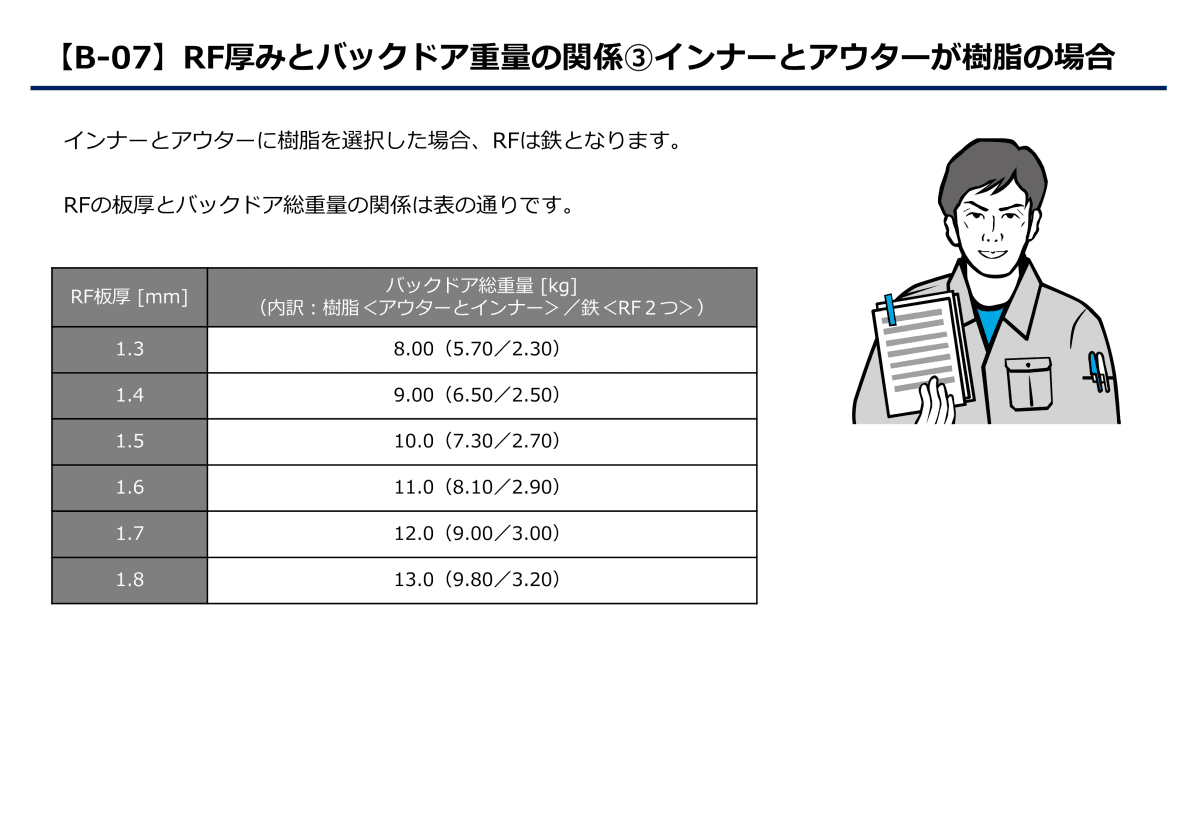 【B-07】RF厚みとバックドア重量の関係③インナーとアウターが樹脂の場合
インナーとアウターに樹脂を選択した場合、RFは鉄となります。
RFの板厚とバックドア総重量の関係は表の通りです。
RF板厚 [mm]
バックドア総重量 [kg]
（内訳：樹脂＜アウターとインナー＞／鉄＜RF２つ＞）
1.3 8.00（5.70／2.30）
1.4 9.00（6.50／2.50）
1.5 10.0（7.30／2.70）
1.6 11.0（8.10／2.90）
1.7 12.0（9.00／3.00）
1.8 13.0（9.80／3.20）